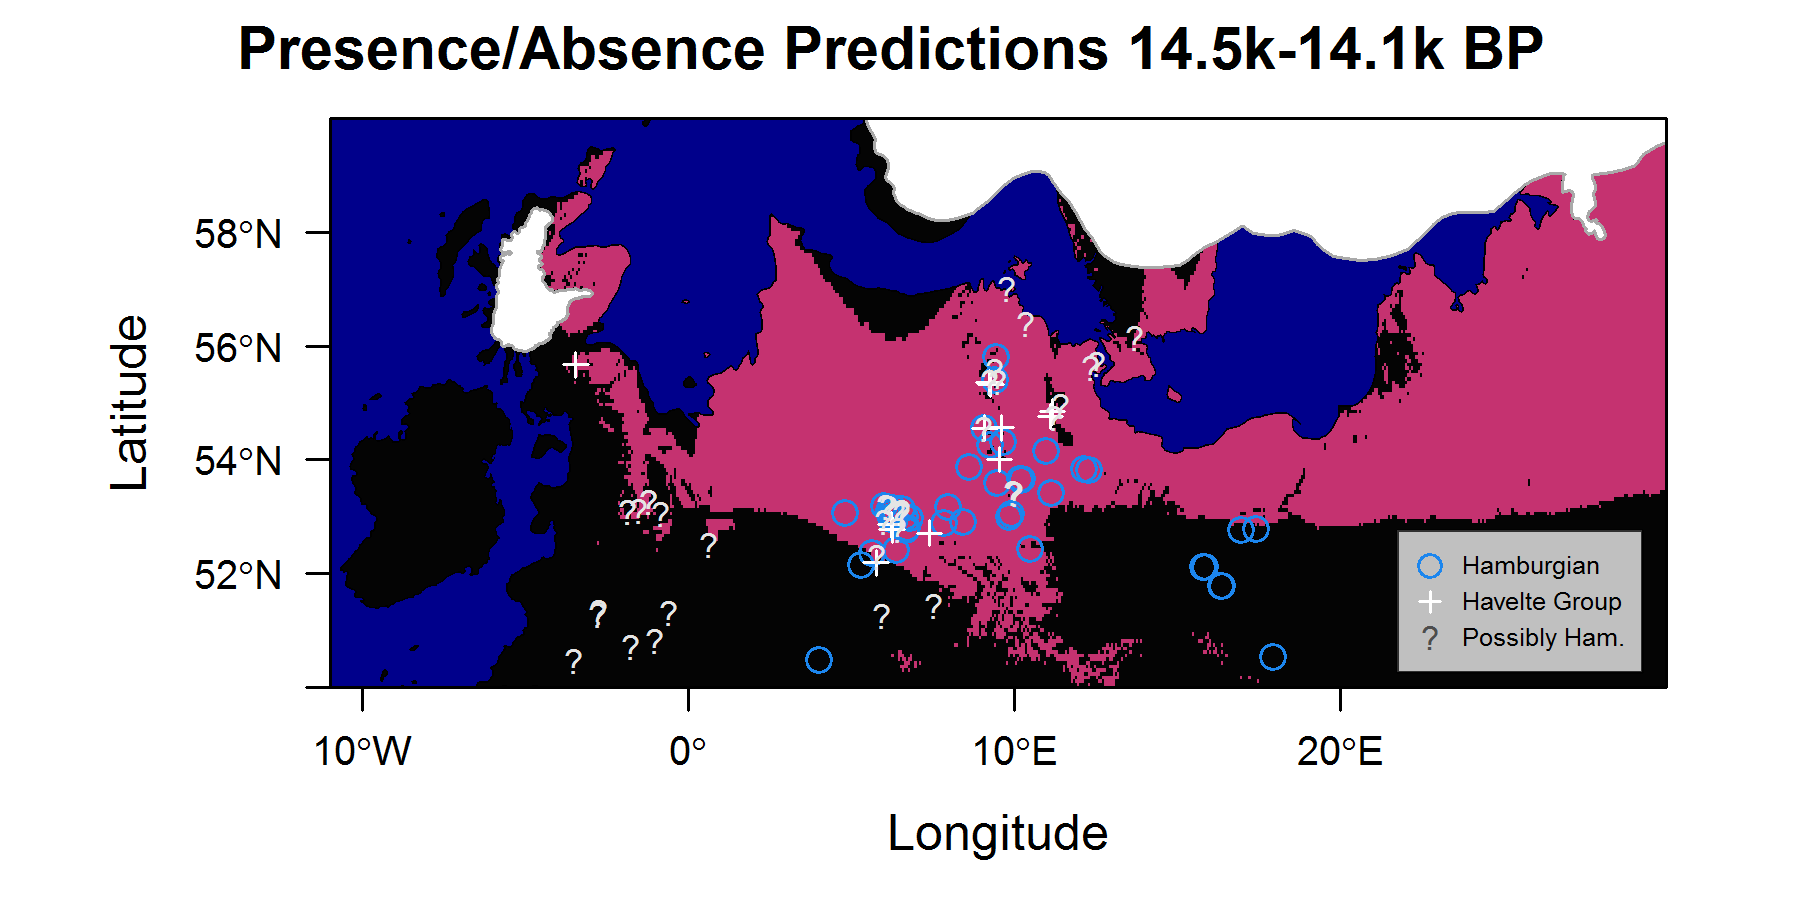 Presence/Absence Predictions 14.5k-14.1k BP
Latitude
58°N
56°N
54°N
52°N
10°W
0°
10°E
20°E
Longitude
Hamburgian
Havelte Group
? Possibly Ham.